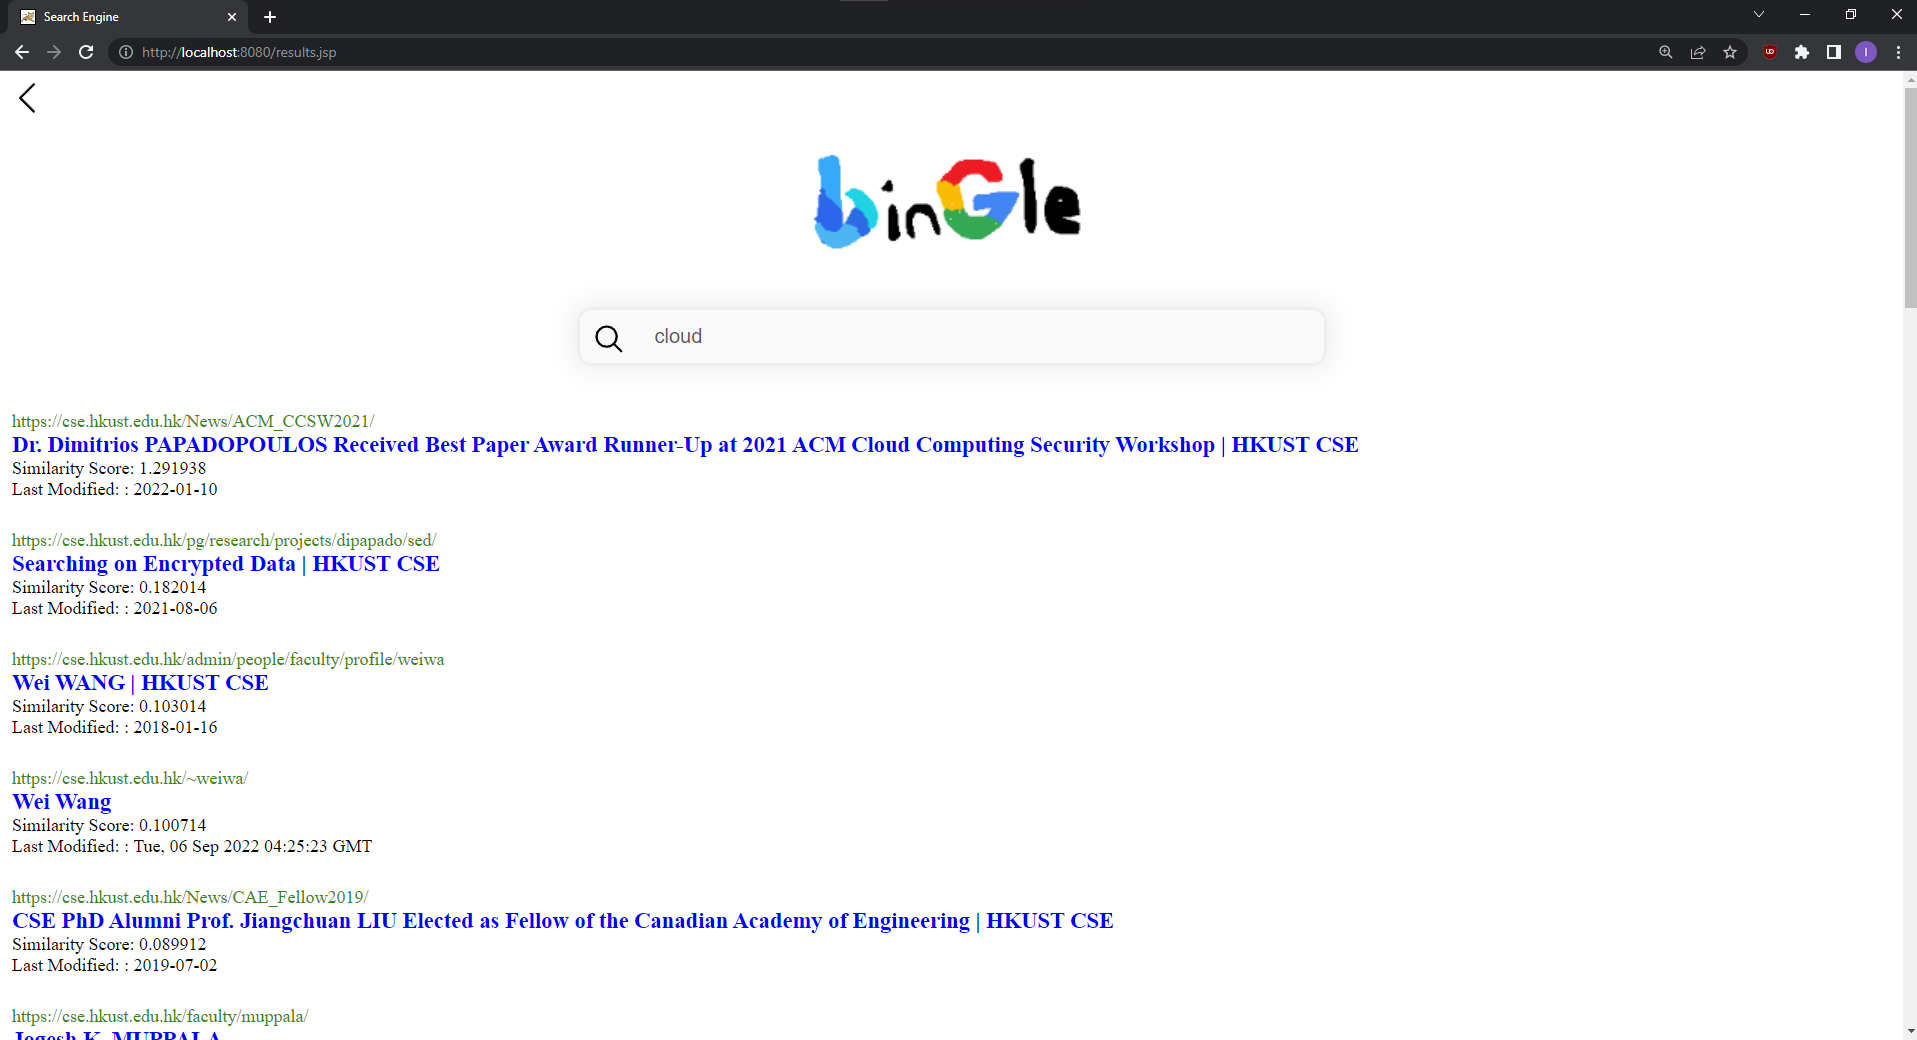 Search Engine
http://localhost:8080/results.jsp
UD
I
binGle
cloud
https://cse.hkust.edu.hk/News/ACM_CCSW2021/
Dr. Dimitrios PAPADOPOULOS Received Best Paper Award Runner-Up at 2021 ACM Cloud Computing Security Workshop | HKUST CSE
Similarity Score: 1.291938
Last Modified: : 2022-01-10
https://cse.hkust.edu.hk/pg/research/projects/dipapado/sed/
Searching on Encrypted Data | HKUST CSE
Similarity Score: 0.182014
Last Modified: : 2021-08-06
https://cse.hkust.edu.hk/admin/people/faculty/profile/weiwa
Wei WANG | HKUST CSE
Similarity Score: 0.103014
Last Modified: : 2018-01-16
https://cse.hkust.edu.hk/~weiwa/
Wei Wang
Similarity Score: 0.100714
Last Modified: : Tue, 06 Sep 2022 04:25:23 GMT
https://cse.hkust.edu.hk/News/CAE_Fellow2019/
CSE PhD Alumni Prof. Jiangchuan LIU Elected as Fellow of the Canadian Academy of Engineering | HKUST CSE
Similarity Score: 0.089912
Last Modified: : 2019-07-02
https://cse.hkust.edu.hk/faculty/muppala/
Jogesh K. MUPPALA